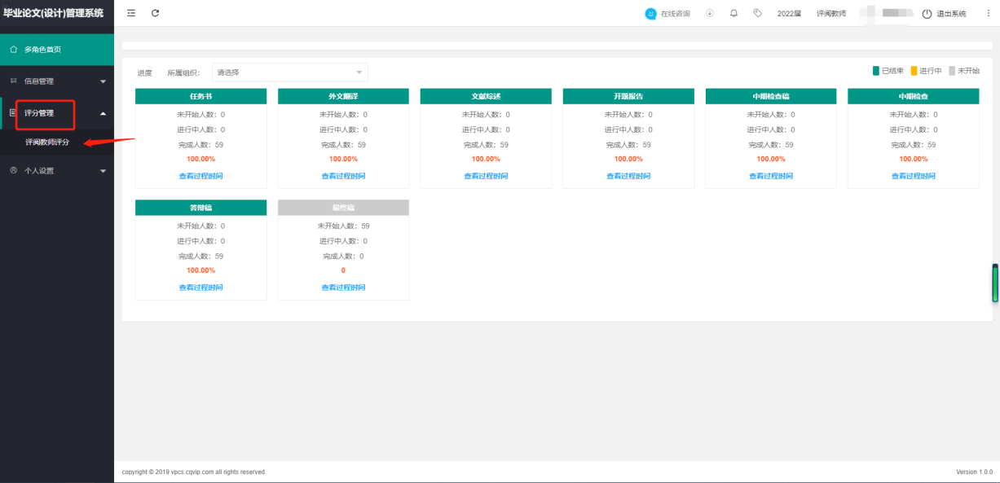 毕业论文(设计)管理系统
在线咨询
2022届
评阅教师
退出系统
多角色首页
信息管理
评分管理
评阅教师评分
个人设置
进度 所属组织: 请选择
已结束 进行中 未开始
任务书
未开始人数: 0
进行中人数: 0
完成人数: 59
100.00%
查看过程时间
外文翻译
未开始人数: 0
进行中人数: 0
完成人数: 59
100.00%
查看过程时间
文献综述
未开始人数: 0
进行中人数: 0
完成人数: 59
100.00%
查看过程时间
开题报告
未开始人数: 0
进行中人数: 0
完成人数: 59
100.00%
查看过程时间
中期检查稿
未开始人数: 0
进行中人数: 0
完成人数: 59
100.00%
查看过程时间
中期检查
未开始人数: 0
进行中人数: 0
完成人数: 59
100.00%
查看过程时间
答辩稿
未开始人数: 0
进行中人数: 0
完成人数: 59
100.00%
查看过程时间
最终稿
未开始人数: 59
进行中人数: 0
完成人数: 0
0
查看过程时间
copyright © 2019 vpcs.cqvip.com all rights reserved.
Version 1.0.0